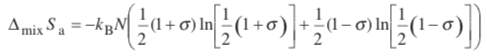 Δ_mix S_a = −k_B N( 1/2 (1+σ) ln[ 1/2 (1+σ) ] + 1/2 (1−σ) ln[ 1/2 (1−σ) ] )